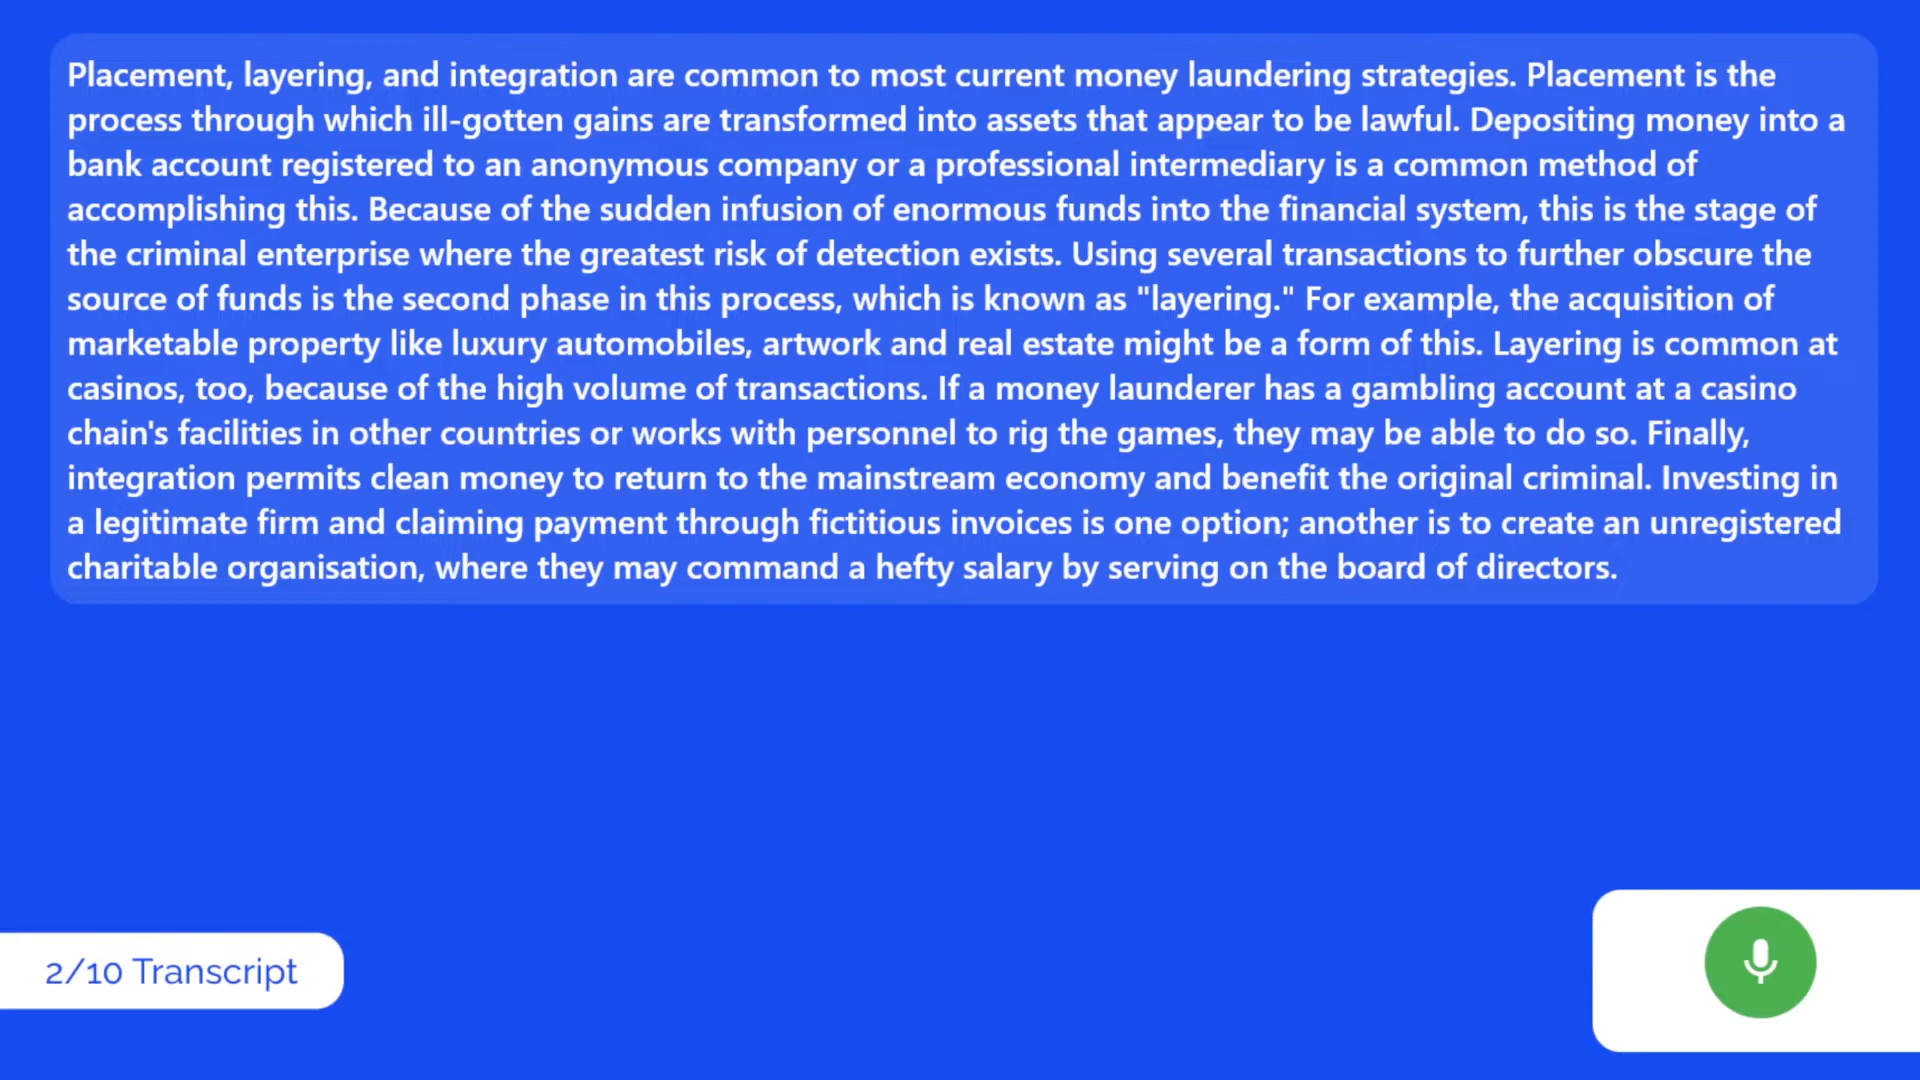 Placement, layering, and integration are common to most current money laundering strategies. Placement is the
process through which ill-gotten gains are transformed into assets that appear to be lawful. Depositing money into a
bank account registered to an anonymous company or a professional intermediary is a common method of
accomplishing this. Because of the sudden infusion of enormous funds into the financial system, this is the stage of
the criminal enterprise where the greatest risk of detection exists. Using several transactions to further obscure the
source of funds is the second phase in this process, which is known as "layering." For example, the acquisition of
marketable property like luxury automobiles, artwork and real estate might be a form of this. Layering is common at
casinos, too, because of the high volume of transactions. If a money launderer has a gambling account at a casino
chain's facilities in other countries or works with personnel to rig the games, they may be able to do so. Finally,
integration permits clean money to return to the mainstream economy and benefit the original criminal. Investing in
a legitimate firm and claiming payment through fictitious invoices is one option; another is to create an unregistered
charitable organisation, where they may command a hefty salary by serving on the board of directors.
2/10 Transcript